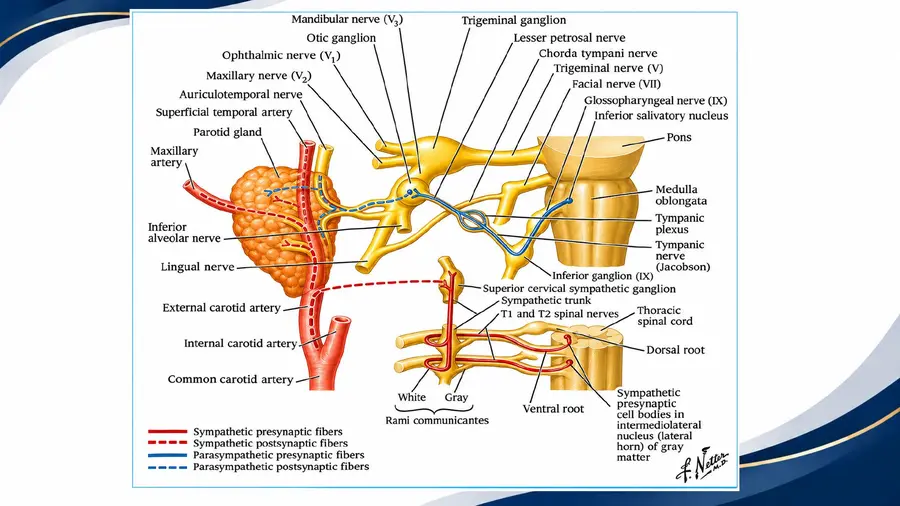 Mandibular nerve (V3)
Otic ganglion
Ophthalmic nerve (V1)
Maxillary nerve (V2)
Auriculotemporal nerve
Superficial temporal artery
Parotid gland
Maxillary
artery
Trigeminal ganglion
Lesser petrosal nerve
Chorda tympani nerve
Trigeminal nerve (V)
Facial nerve (VII)
Glossopharyngeal nerve (IX)
Inferior salivatory nucleus
Pons
Medulla
oblongata
Tympanic
plexus
Tympanic
nerve
(Jacobson)
Inferior
alveolar nerve
Lingual nerve
Inferior ganglion (IX)
Superior cervical sympathetic ganglion
Sympathetic trunk
T1 and T2 spinal nerves
Thoracic
spinal cord
External carotid artery
Internal carotid artery
Dorsal root
Common carotid artery
White
Gray
Rami communicantes
Ventral root
Sympathetic
presynaptic
cell bodies in
intermediolateral
nucleus (lateral
horn) of gray
matter
Sympathetic presynaptic fibers
Sympathetic postsynaptic fibers
Parasympathetic presynaptic fibers
Parasympathetic postsynaptic fibers
F. Netter
M.D.